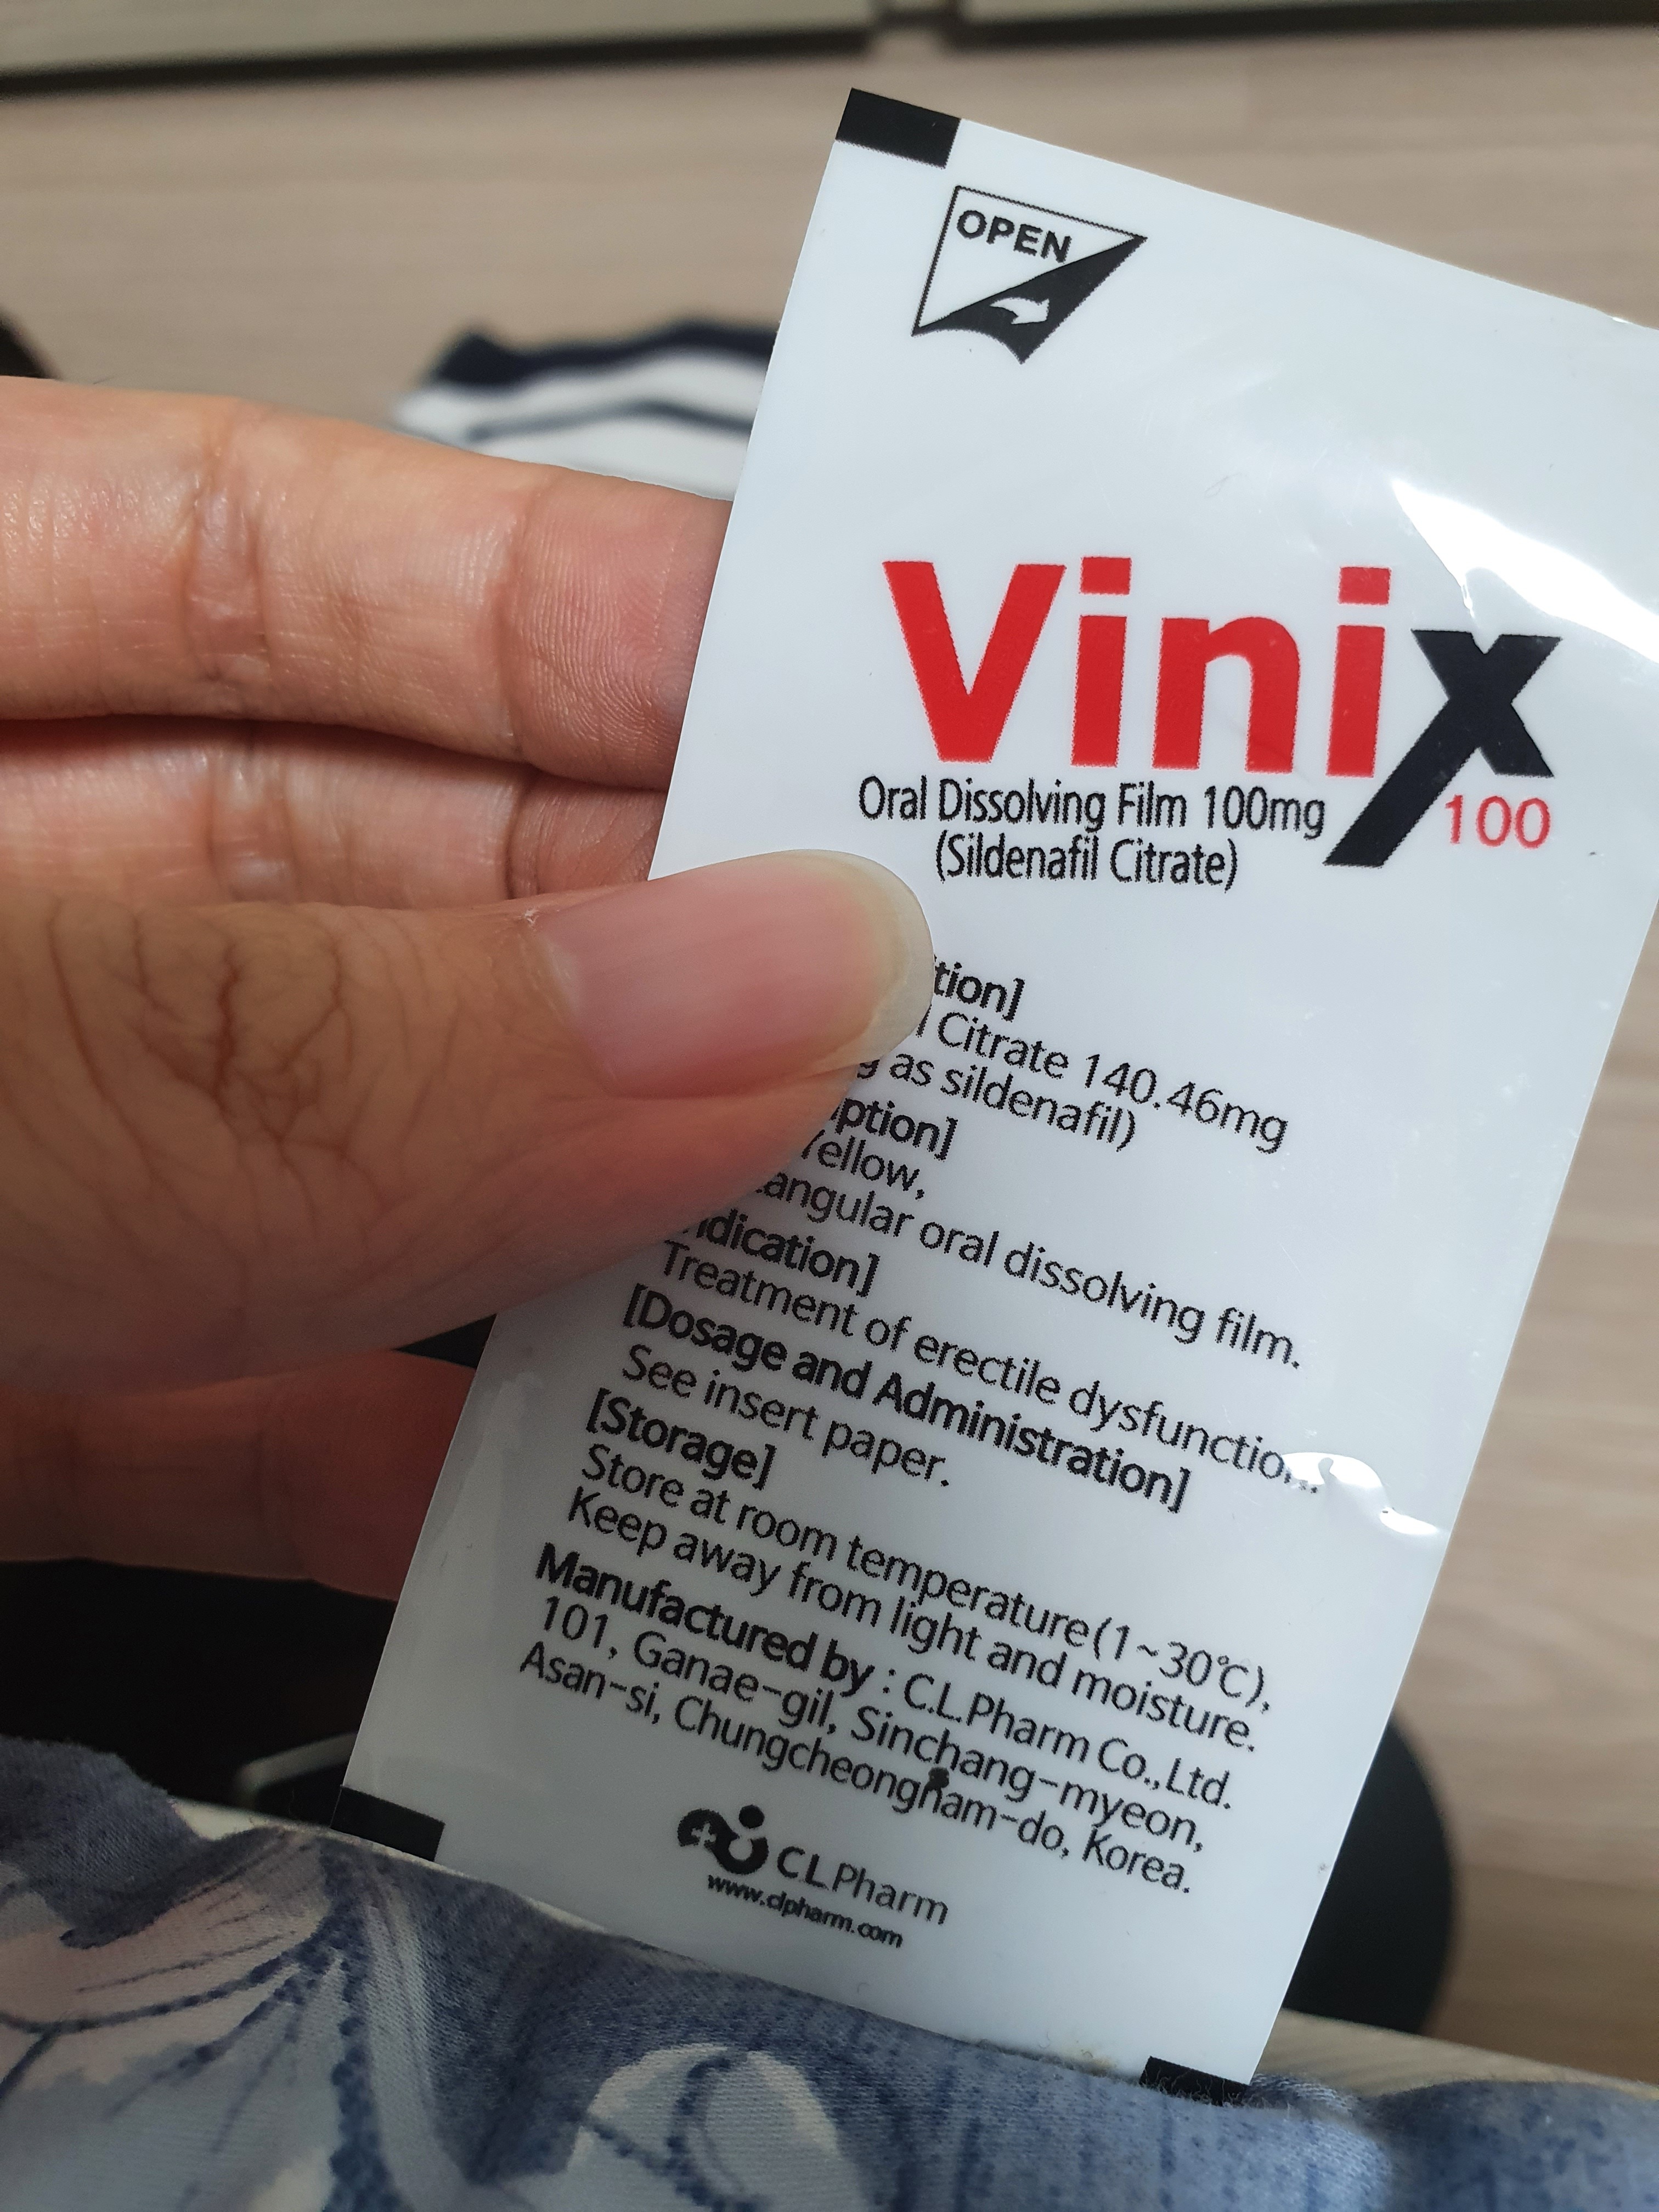 OPEN
Vinix
100
Oral Dissolving Film 100mg
(Sildenafil Citrate)
tion]
Citrate 140.46mg
as sildenafil)
ption]
Yellow,
tangular oral dissolving film.
ndication]
Treatment of erectile dysfunction.
[Dosage and Administration]
See insert paper.
[Storage]
Store at room temperature(1~30℃),
Keep away from light and moisture.
Manufactured by : C.L.Pharm Co.,Ltd.
101, Ganae-gil, Sinchang-myeon,
Asan-si, Chungcheongnam-do, Korea.
C.L.Pharm
www.clpharm.com